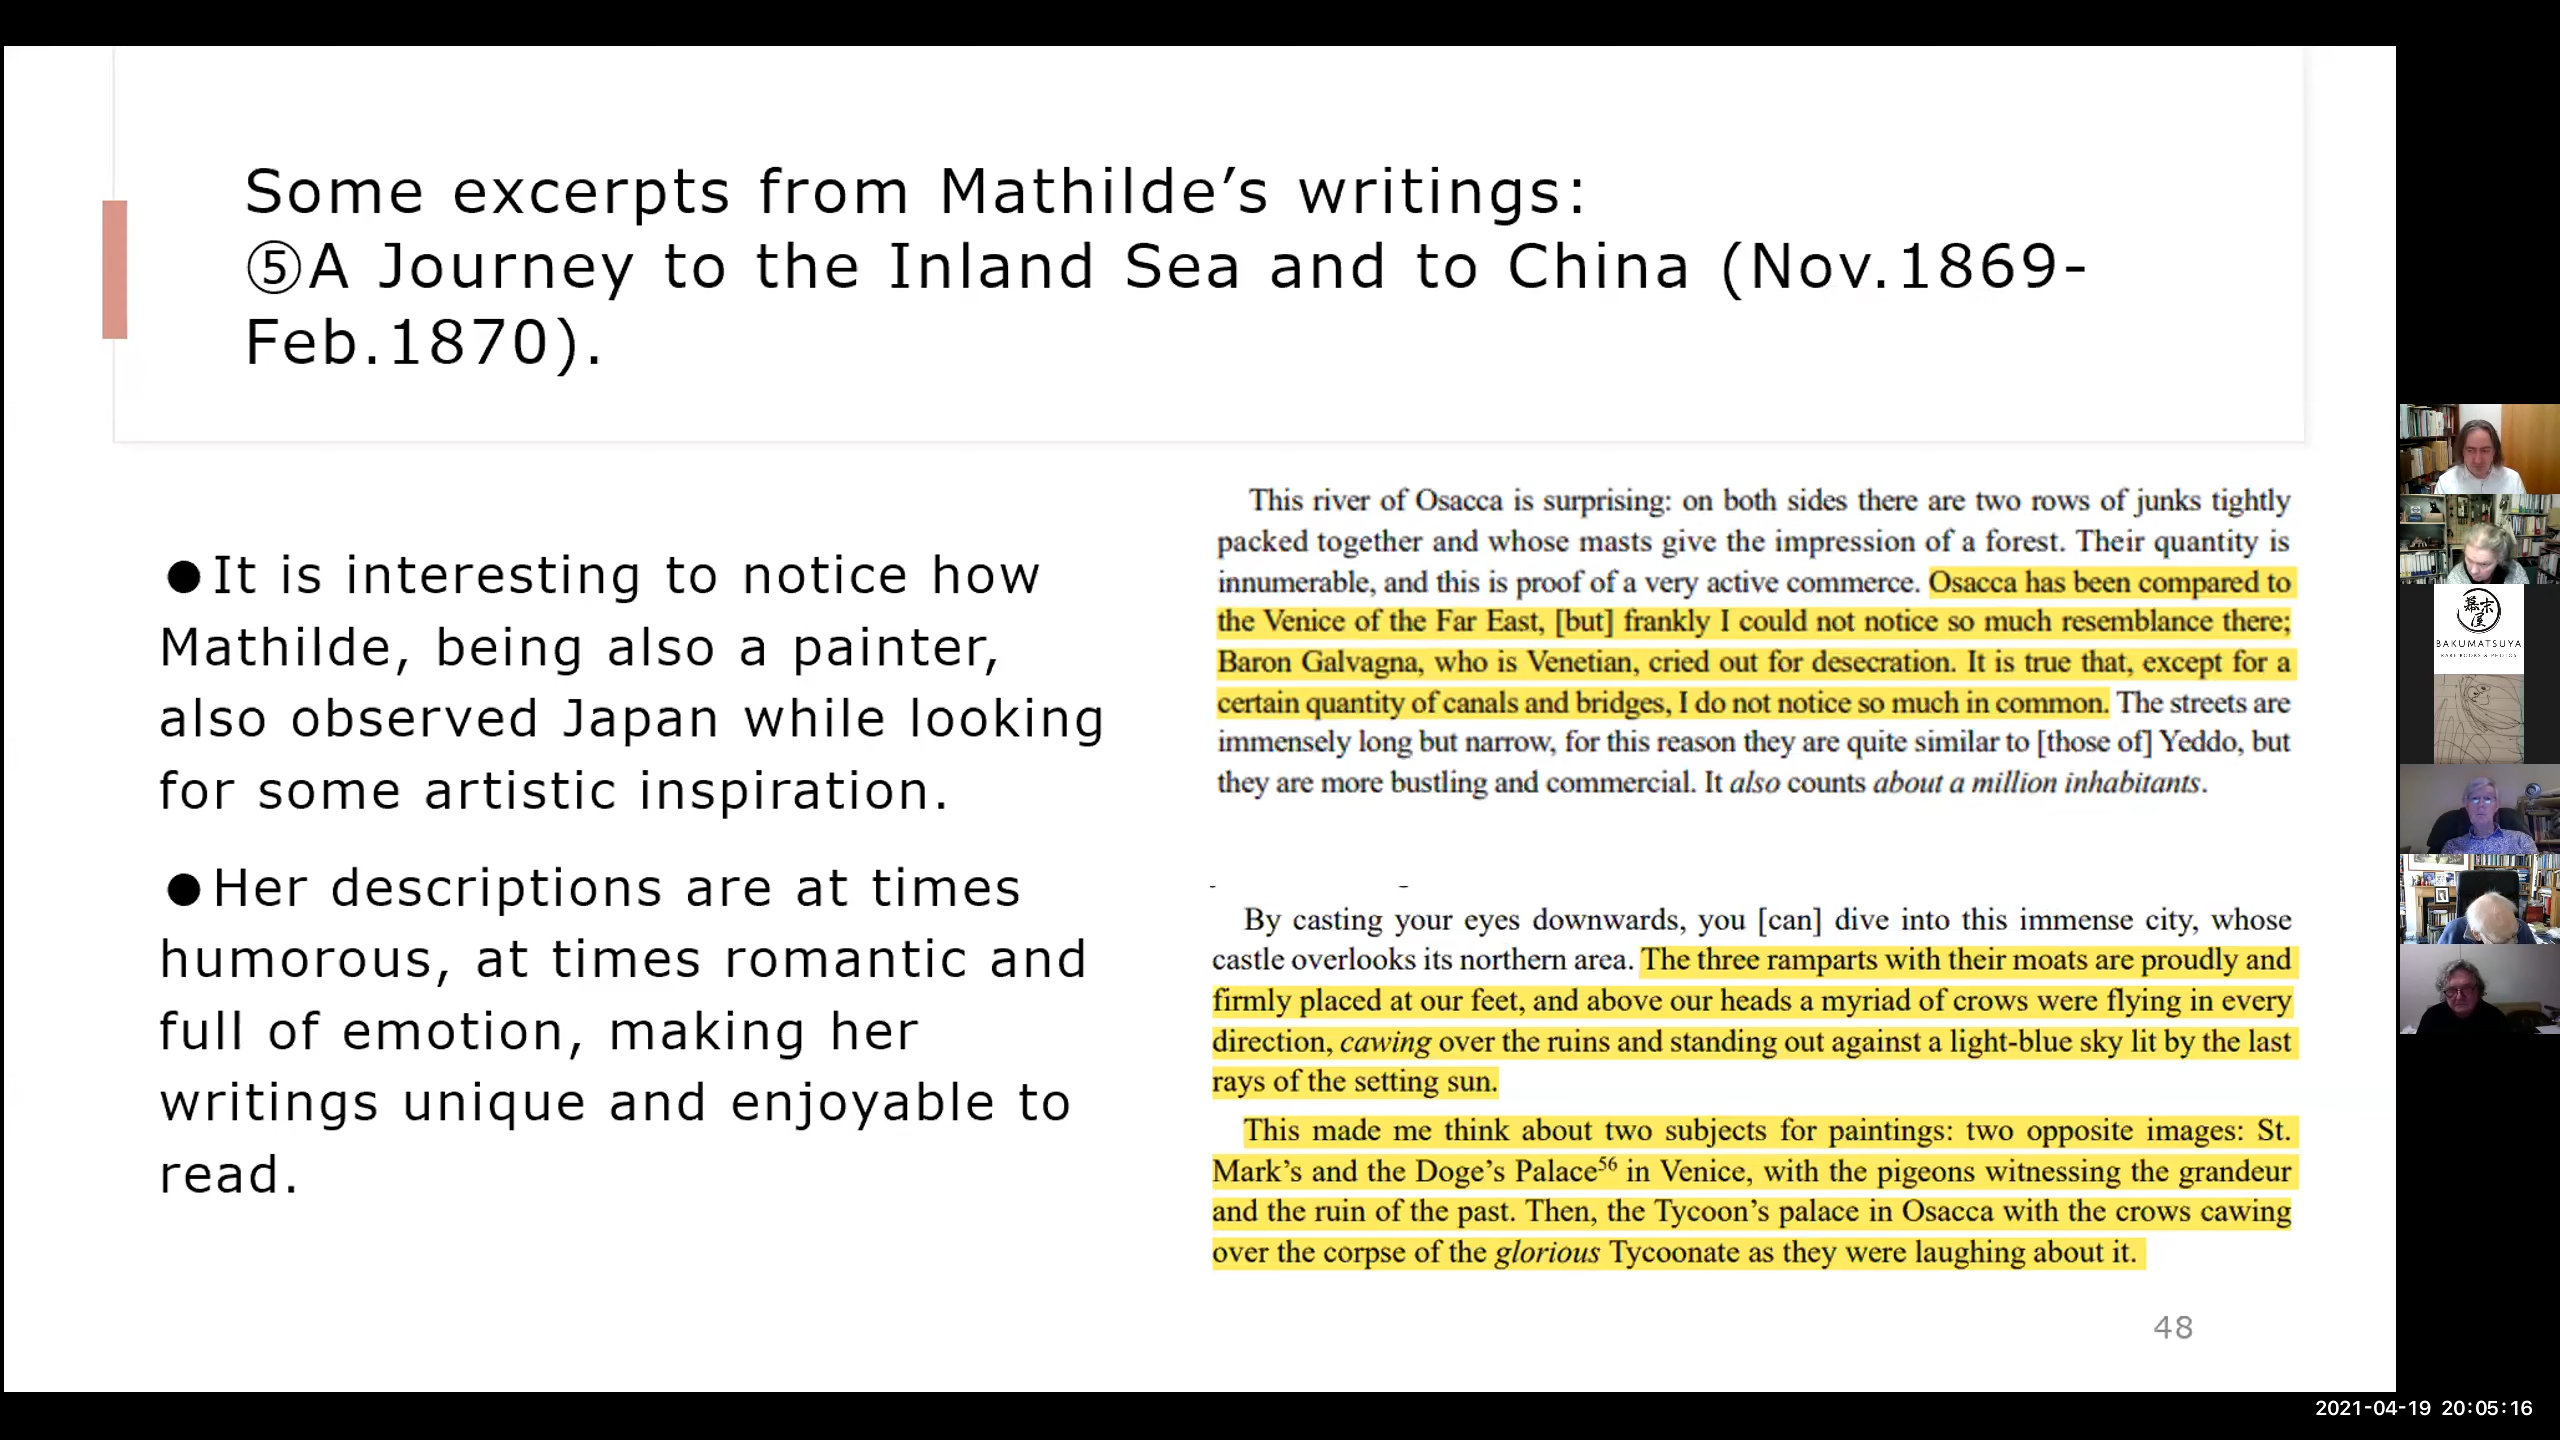 Some excerpts from Mathilde’s writings:
⑤A Journey to the Inland Sea and to China (Nov.1869-
Feb.1870).
●It is interesting to notice how
Mathilde, being also a painter,
also observed Japan while looking
for some artistic inspiration.
●Her descriptions are at times
humorous, at times romantic and
full of emotion, making her
writings unique and enjoyable to
read.
This river of Osacca is surprising: on both sides there are two rows of junks tightly
packed together and whose masts give the impression of a forest. Their quantity is
innumerable, and this is proof of a very active commerce. Osacca has been compared to
the Venice of the Far East, [but] frankly I could not notice so much resemblance there;
Baron Galvagna, who is Venetian, cried out for desecration. It is true that, except for a
certain quantity of canals and bridges, I do not notice so much in common. The streets are
immensely long but narrow, for this reason they are quite similar to [those of] Yeddo, but
they are more bustling and commercial. It also counts about a million inhabitants.
By casting your eyes downwards, you [can] dive into this immense city, whose
castle overlooks its northern area. The three ramparts with their moats are proudly and
firmly placed at our feet, and above our heads a myriad of crows were flying in every
direction, cawing over the ruins and standing out against a light-blue sky lit by the last
rays of the setting sun.
This made me think about two subjects for paintings: two opposite images: St.
Mark’s and the Doge’s Palace⁵⁶ in Venice, with the pigeons witnessing the grandeur
and the ruin of the past. Then, the Tycoon’s palace in Osacca with the crows cawing
over the corpse of the glorious Tycoonate as they were laughing about it.
48
幕末屋
BAKUMATSUYA
RARE BOOKS & PHOTOS
2021-04-19 20:05:16